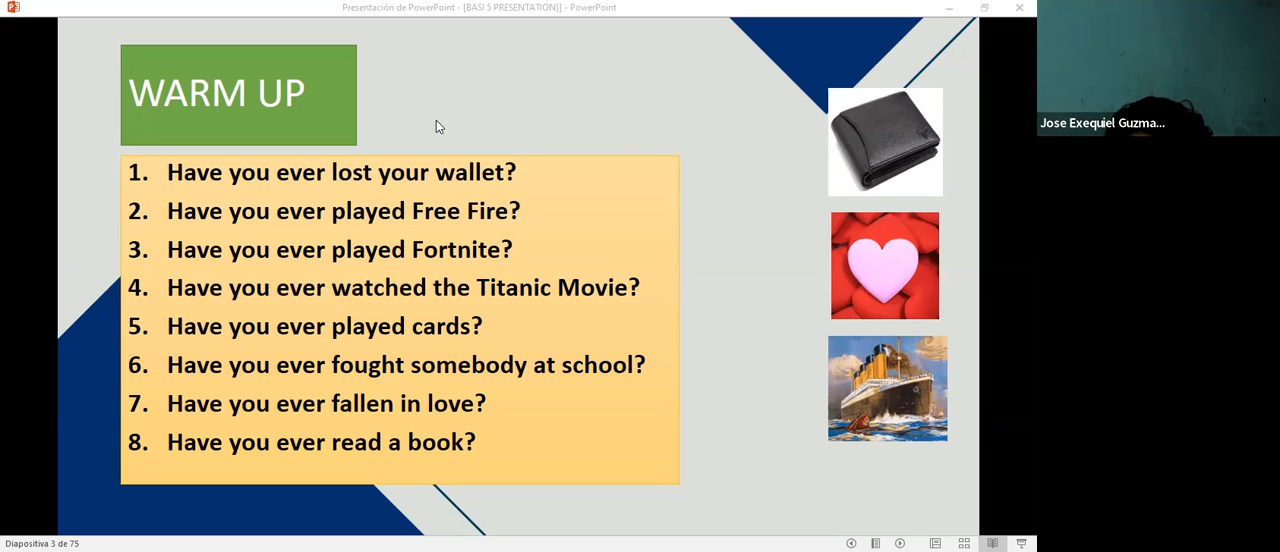 Presentación de PowerPoint - [BASI 5 PRESENTATION)] - PowerPoint
WARM UP
Jose Exequiel Guzma...
1. Have you ever lost your wallet?
2. Have you ever played Free Fire?
3. Have you ever played Fortnite?
4. Have you ever watched the Titanic Movie?
5. Have you ever played cards?
6. Have you ever fought somebody at school?
7. Have you ever fallen in love?
8. Have you ever read a book?
Diapositiva 3 de 75